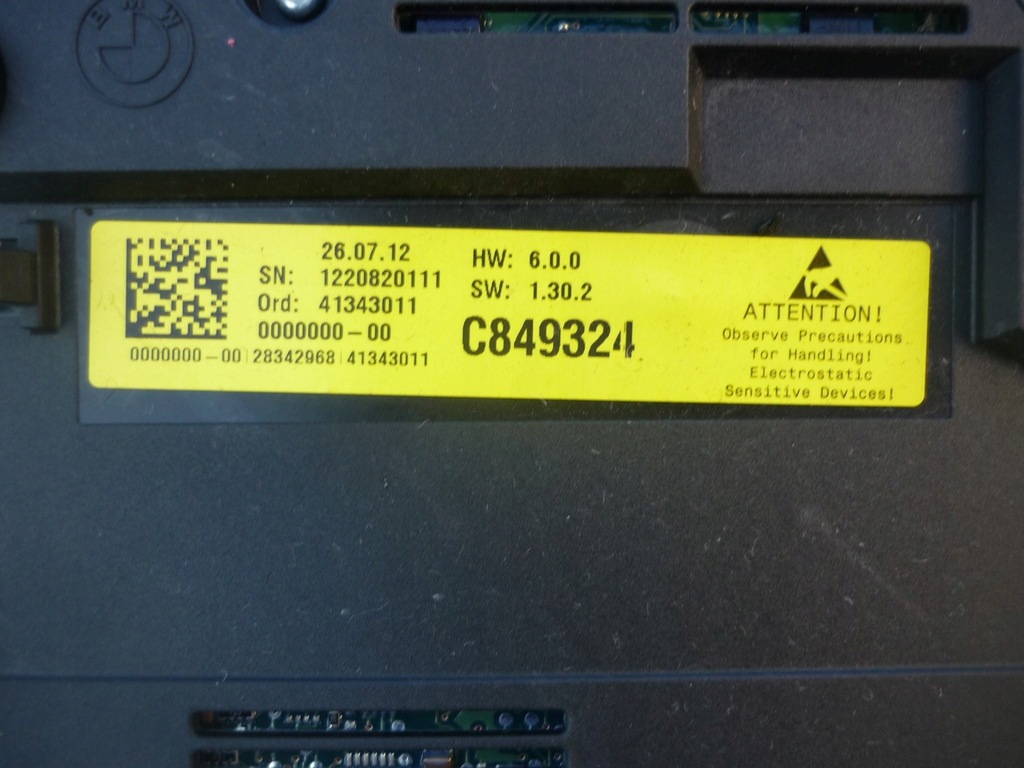 BMW
26.07.12
SN: 1220820111
Ord: 41343011
0000000-00
0000000-00 28342968 41343011
HW: 6.0.0
SW: 1.30.2
C849324
ATTENTION!
Observe Precautions
for Handling!
Electrostatic
Sensitive Devices!